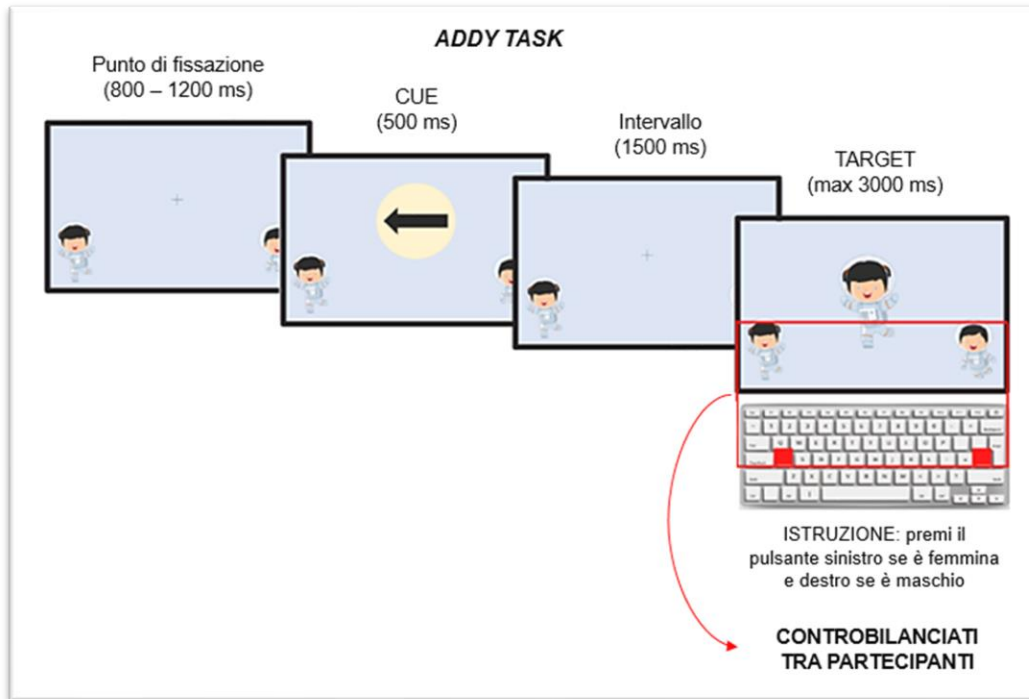 ADDY TASK
Punto di fissazione
(800 – 1200 ms)
CUE
(500 ms)
Intervallo
(1500 ms)
TARGET
(max 3000 ms)
ISTRUZIONE: premi il
pulsante sinistro se è femmina
e destro se è maschio
CONTROBILANCIATI
TRA PARTECIPANTI